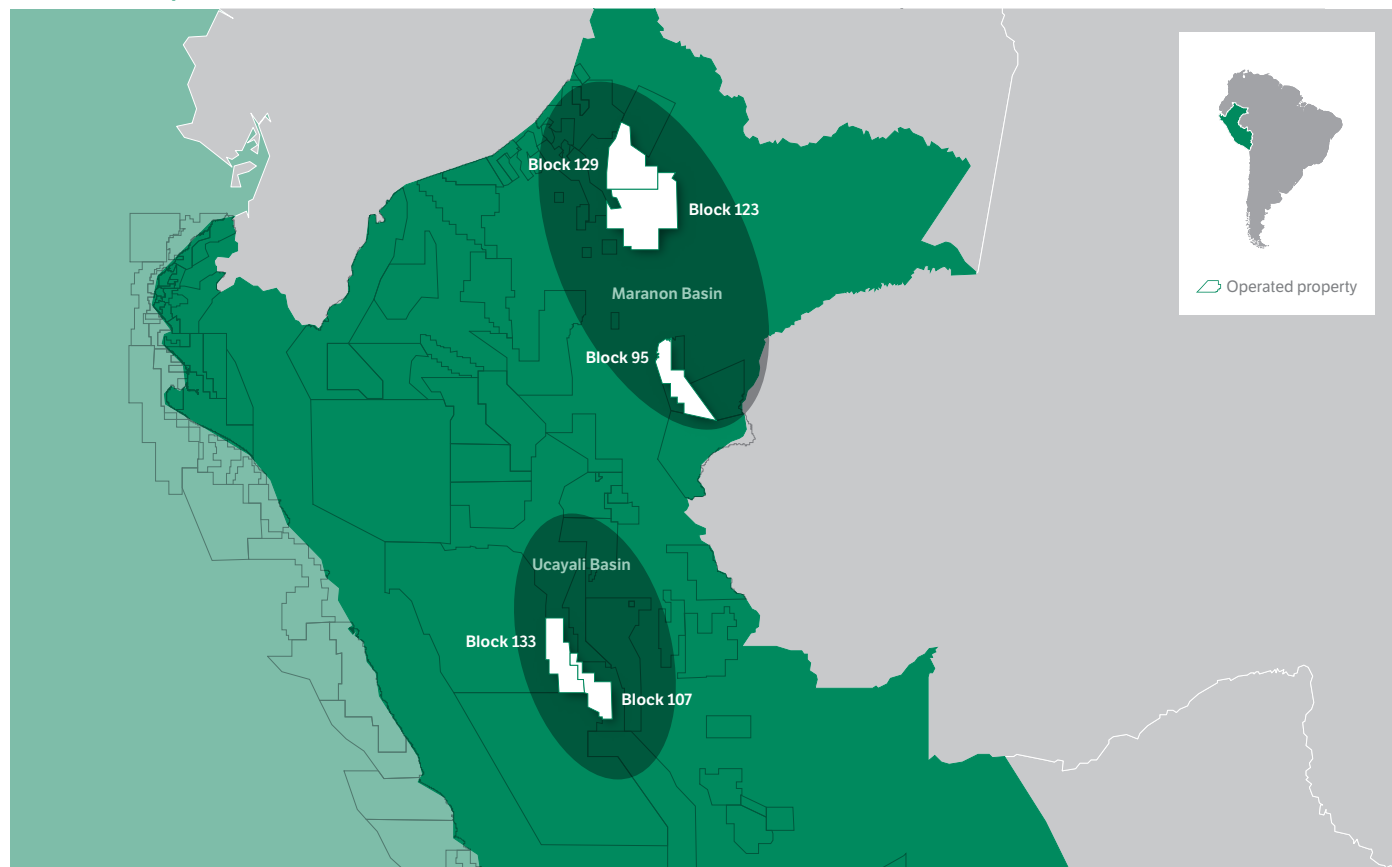 Block 129
Block 123
Maranon Basin
Block 95
Ucayali Basin
Block 133
Block 107
Operated property